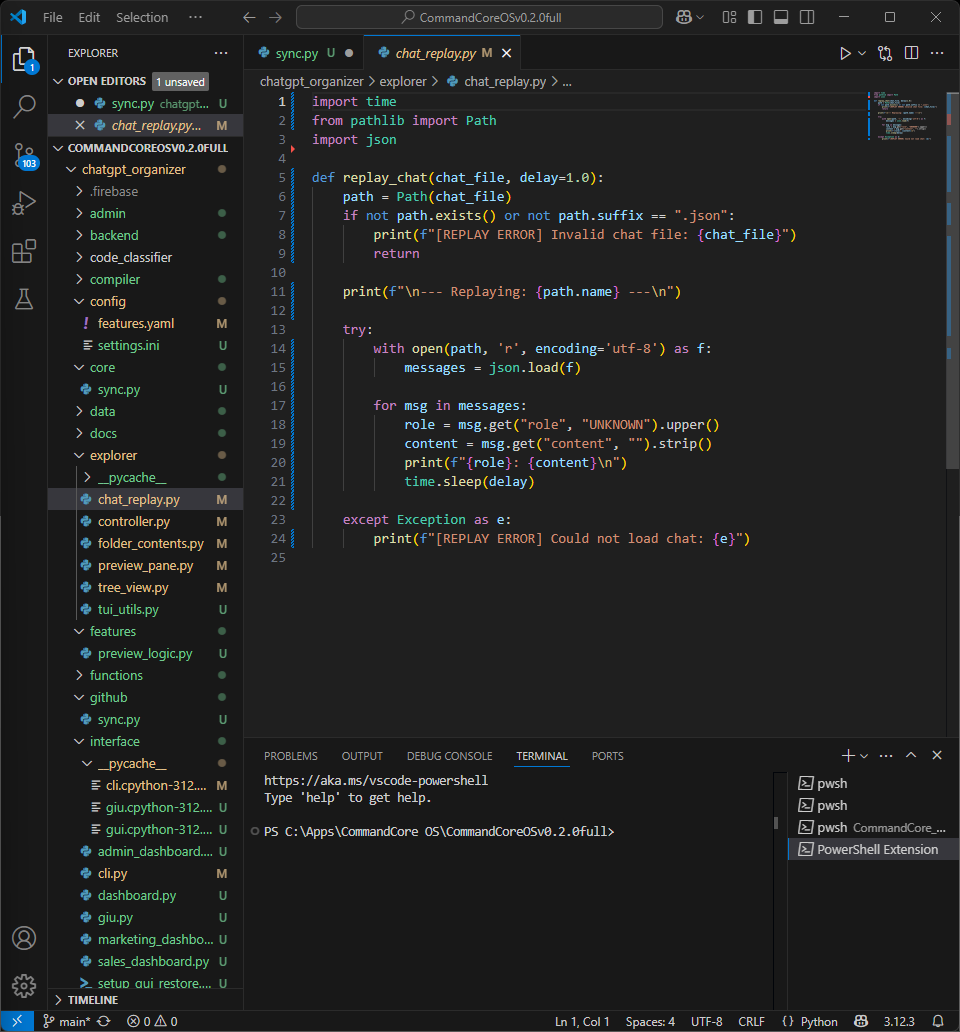 File Edit Selection ··· CommandCoreOSv0.2.0full
EXPLORER ···
OPEN EDITORS 1 unsaved
sync.py chatgpt... U
chat_replay.py... M
COMMANDCOREOSV0.2.0FULL
chatgpt_organizer
.firebase
admin
backend
code_classifier
compiler
config
! features.yaml M
settings.ini U
core
sync.py U
data
docs
explorer
__pycache__
chat_replay.py M
controller.py M
folder_contents.py M
preview_pane.py M
tree_view.py M
tui_utils.py U
features
preview_logic.py U
functions
github
sync.py U
interface
__pycache__
cli.cpython-312.... M
giu.cpython-312.... U
gui.cpython-312.... U
admin_dashboard.... U
cli.py M
dashboard.py U
giu.py U
marketing_dashbo... U
sales_dashboard.py U
setup_gui_restore.... U
TIMELINE
1
103
sync.py U
chat_replay.py M
chatgpt_organizer > explorer > chat_replay.py > ...
1 import time
2 from pathlib import Path
3 import json
4
5 def replay_chat(chat_file, delay=1.0):
6 path = Path(chat_file)
7 if not path.exists() or not path.suffix == ".json":
8 print(f"[REPLAY ERROR] Invalid chat file: {chat_file}")
9 return
10
11 print(f"\n--- Replaying: {path.name} ---\n")
12
13 try:
14 with open(path, 'r', encoding='utf-8') as f:
15 messages = json.load(f)
16
17 for msg in messages:
18 role = msg.get("role", "UNKNOWN").upper()
19 content = msg.get("content", "").strip()
20 print(f"{role}: {content}\n")
21 time.sleep(delay)
22
23 except Exception as e:
24 print(f"[REPLAY ERROR] Could not load chat: {e}")
25
PROBLEMS OUTPUT DEBUG CONSOLE TERMINAL PORTS
https://aka.ms/vscode-powershell
Type 'help' to get help.
PS C:\Apps\CommandCore OS\CommandCoreOSv0.2.0full>
pwsh
pwsh
pwsh CommandCore_...
PowerShell Extension
main* 0 0 Ln 1, Col 1 Spaces: 4 UTF-8 CRLF { } Python 3.12.3